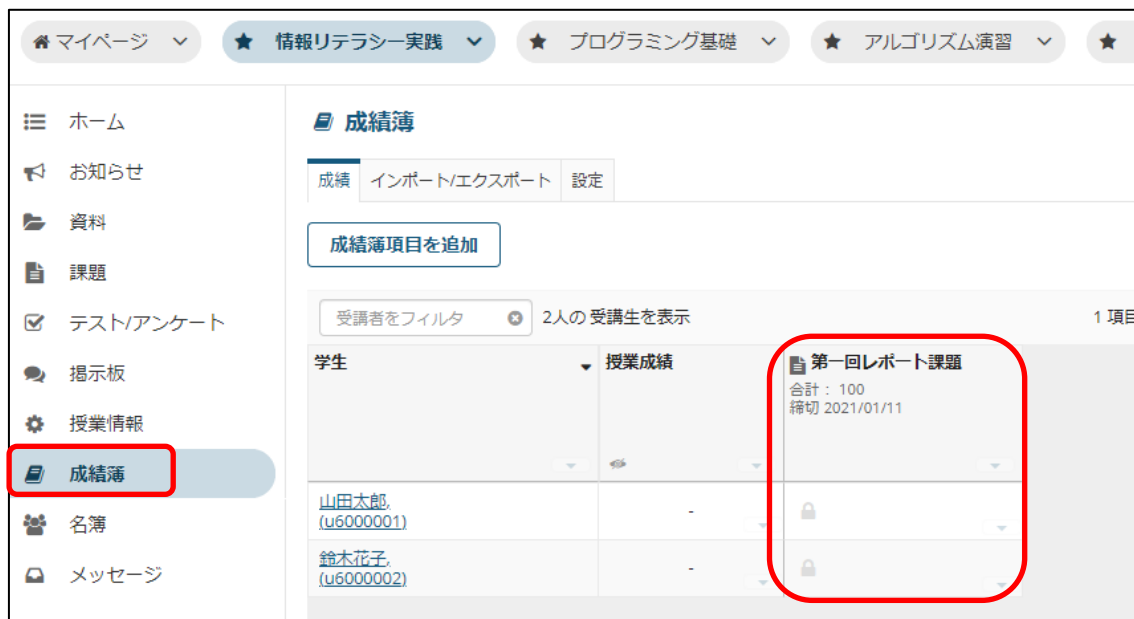 マイページ
情報リテラシー実践
プログラミング基礎
アルゴリズム演習
ホーム
お知らせ
資料
課題
テスト/アンケート
掲示板
授業情報
成績簿
名簿
メッセージ
成績簿
成績 インポート/エクスポート 設定
成績簿項目を追加
受講者をフィルタ 2人の 受講生を表示 1 項目
学生 授業成績 第一回レポート課題
合計： 100
締切 2021/01/11
山田太郎,
(u6000001) -
鈴木花子,
(u6000002) -